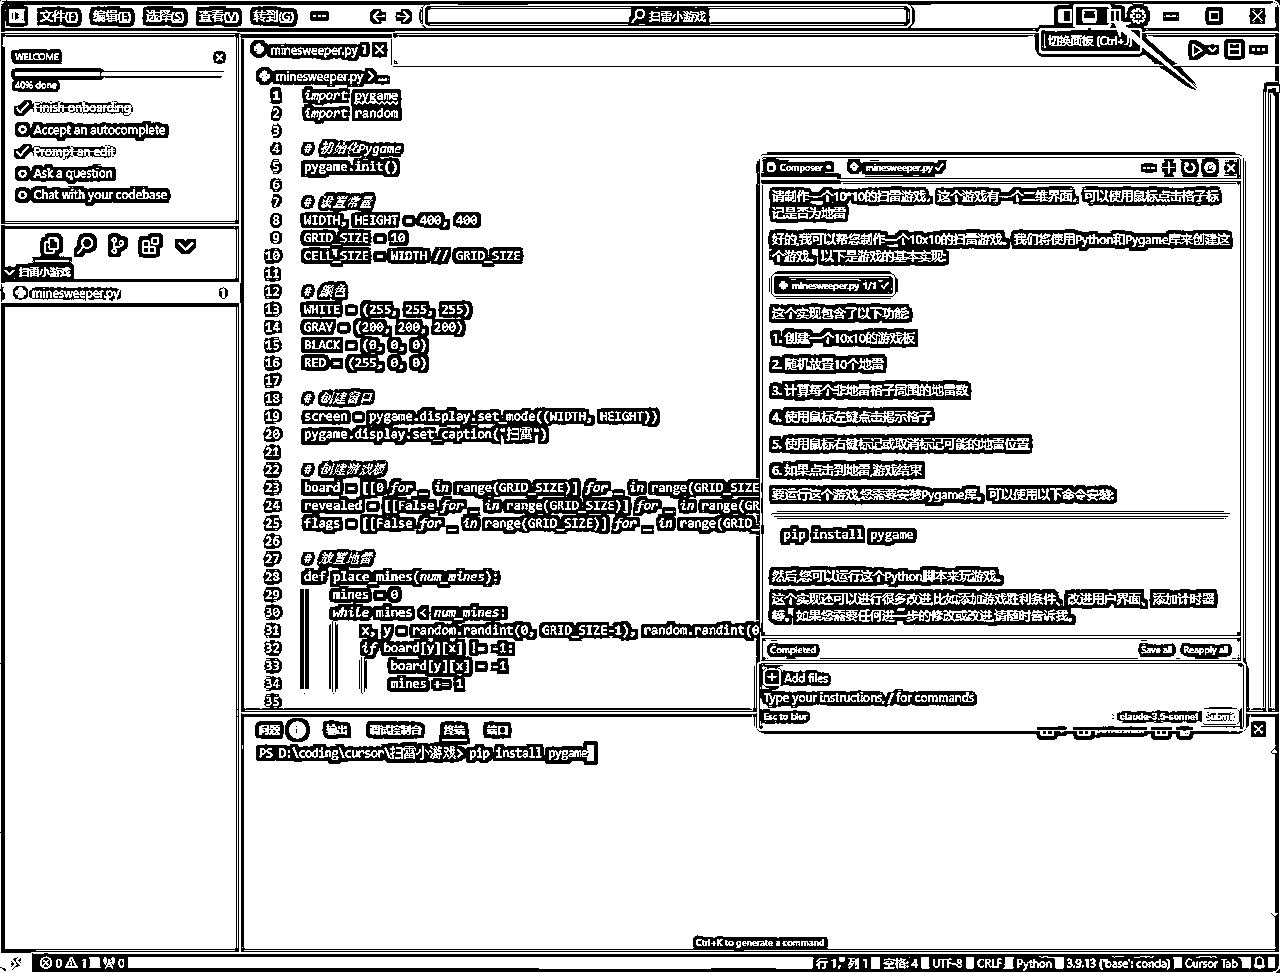 文件(F) 编辑(E) 选择(S) 查看(V) 转到(G) ... 扫雷小游戏
切换面板 (Ctrl+J)
WELCOME
40% done
Finish onboarding
Accept an autocomplete
Prompt an edit
Ask a question
Chat with your codebase
扫雷小游戏
minesweeper.py 1
minesweeper.py 1
minesweeper.py > ...
1 import pygame
2 import random
3
4 # 初始化Pygame
5 pygame.init()
6
7 # 设置常量
8 WIDTH, HEIGHT = 400, 400
9 GRID_SIZE = 10
10 CELL_SIZE = WIDTH // GRID_SIZE
11
12 # 颜色
13 WHITE = (255, 255, 255)
14 GRAY = (200, 200, 200)
15 BLACK = (0, 0, 0)
16 RED = (255, 0, 0)
17
18 # 创建窗口
19 screen = pygame.display.set_mode((WIDTH, HEIGHT))
20 pygame.display.set_caption("扫雷")
21
22 # 创建游戏板
23 board = [[0 for _ in range(GRID_SIZE)] for _ in range(GRID_SIZE
24 revealed = [[False for _ in range(GRID_SIZE)] for _ in range(GR
25 flags = [[False for _ in range(GRID_SIZE)] for _ in range(GRID_
26
27 # 放置地雷
28 def place_mines(num_mines):
29 mines = 0
30 while mines < num_mines:
31 x, y = random.randint(0, GRID_SIZE-1), random.randint(0
32 if board[y][x] != -1:
33 board[y][x] = -1
34 mines += 1
35
Composer minesweeper.py
请制作一个10*10的扫雷游戏，这个游戏有一个二维界面，可以使用鼠标点击格子标
记是否为地雷
好的,我可以帮您制作一个10x10的扫雷游戏。我们将使用Python和Pygame库来创建这
个游戏。以下是游戏的基本实现:
minesweeper.py 1/1
这个实现包含了以下功能:
1. 创建一个10x10的游戏板
2. 随机放置10个地雷
3. 计算每个非地雷格子周围的地雷数
4. 使用鼠标左键点击揭示格子
5. 使用鼠标右键标记或取消标记可能的地雷位置
6. 如果点击到地雷,游戏结束
要运行这个游戏,您需要安装Pygame库。可以使用以下命令安装:
pip install pygame
然后,您可以运行这个Python脚本来玩游戏。
这个实现还可以进行很多改进,比如添加游戏胜利条件、改进用户界面、添加计时器
等。如果您需要任何进一步的修改或改进,请随时告诉我。
Completed Save all Reapply all
+ Add files
Type your instructions, / for commands
Esc to blur claude-3.5-sonnet Submit
问题 1 输出 调试控制台 终端 端口
PS D:\coding\cursor\扫雷小游戏> pip install pygame
Ctrl+K to generate a command
0 1 0 行 1, 列 1 空格: 4 UTF-8 CRLF Python 3.9.13 ('base': conda) Cursor Tab